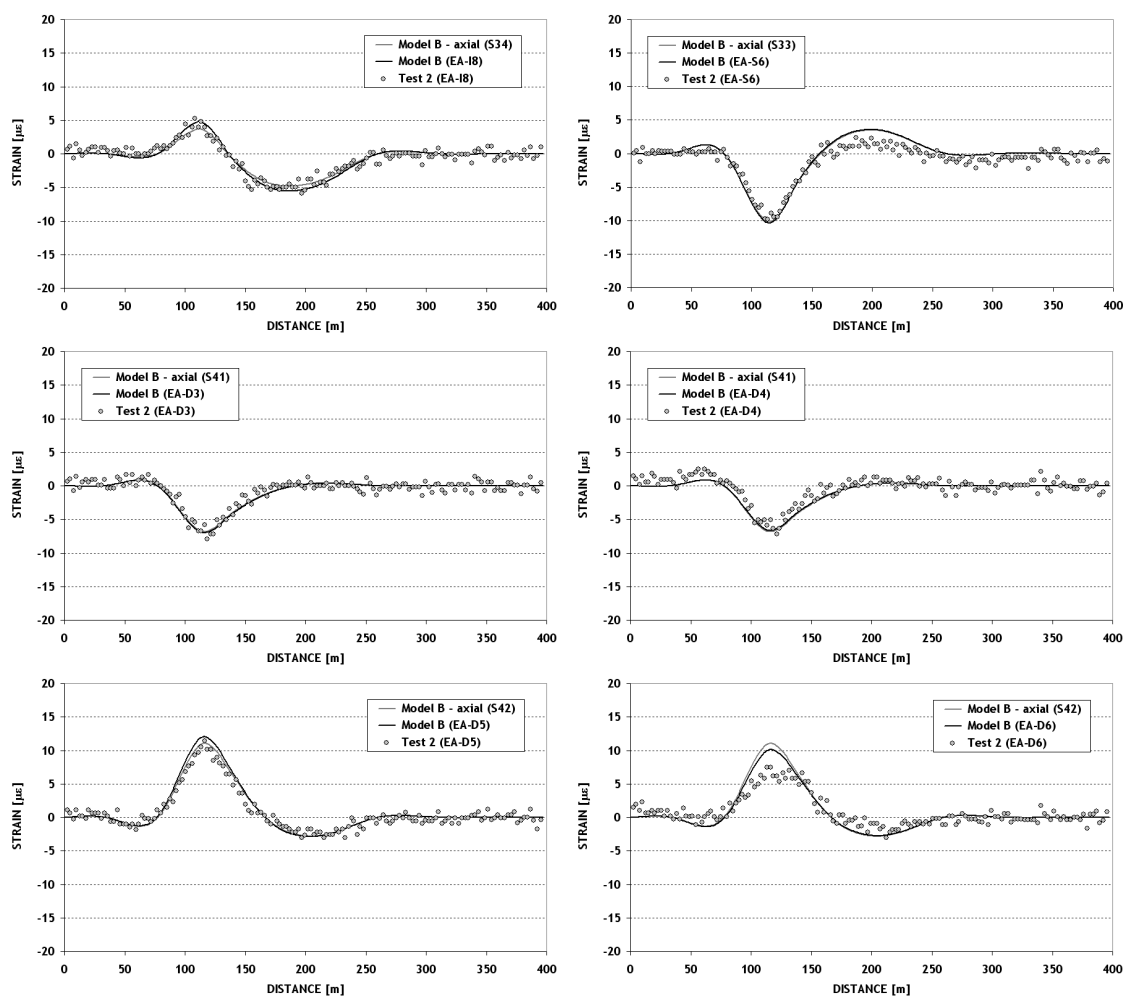 20
15
10
5
0
-5
-10
-15
-20
STRAIN [με]
0 50 100 150 200 250 300 350 400
DISTANCE [m]
Model B - axial (S34)
Model B (EA-I8)
Test 2 (EA-I8)
20
15
10
5
0
-5
-10
-15
-20
STRAIN [με]
0 50 100 150 200 250 300 350 400
DISTANCE [m]
Model B - axial (S33)
Model B (EA-S6)
Test 2 (EA-S6)
20
15
10
5
0
-5
-10
-15
-20
STRAIN [με]
0 50 100 150 200 250 300 350 400
DISTANCE [m]
Model B - axial (S41)
Model B (EA-D3)
Test 2 (EA-D3)
20
15
10
5
0
-5
-10
-15
-20
STRAIN [με]
0 50 100 150 200 250 300 350 400
DISTANCE [m]
Model B - axial (S41)
Model B (EA-D4)
Test 2 (EA-D4)
20
15
10
5
0
-5
-10
-15
-20
STRAIN [με]
0 50 100 150 200 250 300 350 400
DISTANCE [m]
Model B - axial (S42)
Model B (EA-D5)
Test 2 (EA-D5)
20
15
10
5
0
-5
-10
-15
-20
STRAIN [με]
0 50 100 150 200 250 300 350 400
DISTANCE [m]
Model B - axial (S42)
Model B (EA-D6)
Test 2 (EA-D6)